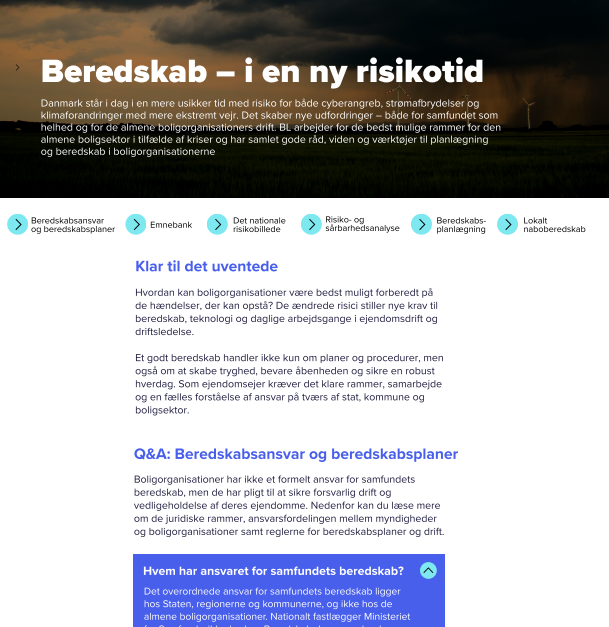 Beredskab – i en ny risikotid
Danmark står i dag i en mere usikker tid med risiko for både cyberangreb, strømafbrydelser og
klimaforandringer med mere ekstremt vejr. Det skaber nye udfordringer – både for samfundet som
helhed og for de almene boligorganisationers drift. BL arbejder for de bedst mulige rammer for den
almene boligsektor i tilfælde af kriser og har samlet gode råd, viden og værktøjer til planlægning
og beredskab i boligorganisationerne
Beredskabsansvar
og beredskabsplaner
Emnebank
Det nationale
risikobillede
Risiko- og
sårbarhedsanalyse
Beredskabs-
planlægning
Lokalt
naboberedskab
Klar til det uventede
Hvordan kan boligorganisationer være bedst muligt forberedt på
de hændelser, der kan opstå? De ændrede risici stiller nye krav til
beredskab, teknologi og daglige arbejdsgange i ejendomsdrift og
driftsledelse.
Et godt beredskab handler ikke kun om planer og procedurer, men
også om at skabe tryghed, bevare åbenheden og sikre en robust
hverdag. Som ejendomsejer kræver det klare rammer, samarbejde
og en fælles forståelse af ansvar på tværs af stat, kommune og
boligsektor.
Q&A: Beredskabsansvar og beredskabsplaner
Boligorganisationer har ikke et formelt ansvar for samfundets
beredskab, men de har pligt til at sikre forsvarlig drift og
vedligeholdelse af deres ejendomme. Nedenfor kan du læse mere
om de juridiske rammer, ansvarsfordelingen mellem myndigheder
og boligorganisationer samt reglerne for beredskabsplaner og drift.
Hvem har ansvaret for samfundets beredskab?
Det overordnede ansvar for samfundets beredskab ligger
hos Staten, regionerne og kommunerne, og ikke hos de
almene boligorganisationer. Nationalt fastlægger Ministeriet